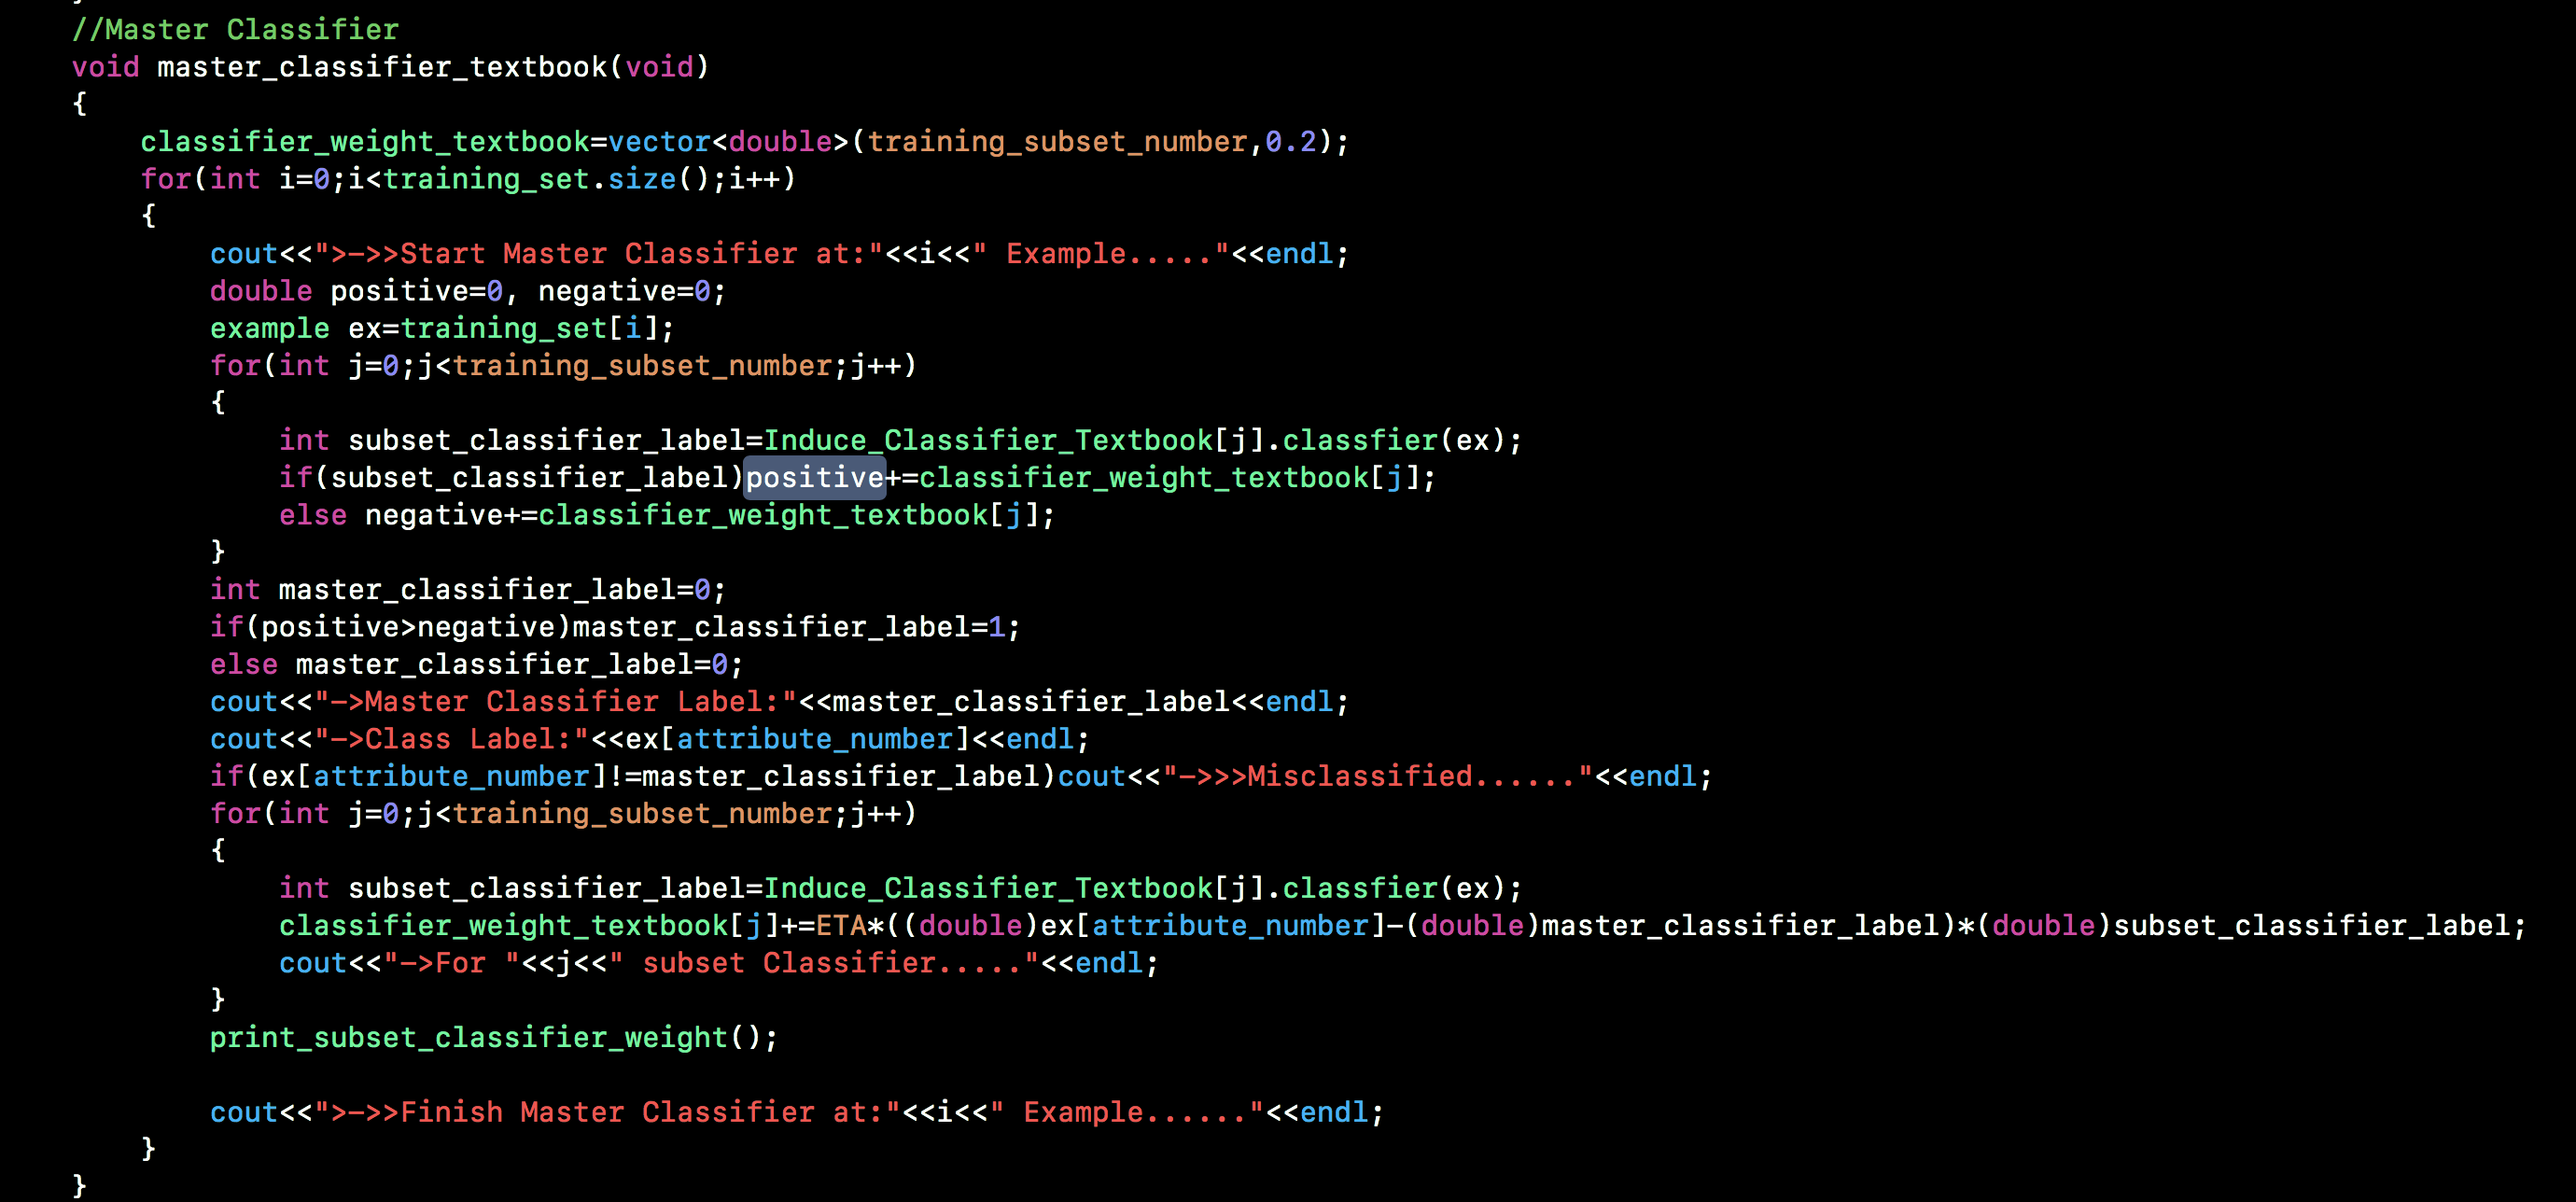 }
//Master Classifier
void master_classifier_textbook(void)
{
    classifier_weight_textbook=vector<double>(training_subset_number,0.2);
    for(int i=0;i<training_set.size();i++)
    {
        cout<<">->>Start Master Classifier at:"<<i<<" Example....."<<endl;
        double positive=0, negative=0;
        example ex=training_set[i];
        for(int j=0;j<training_subset_number;j++)
        {
            int subset_classifier_label=Induce_Classifier_Textbook[j].classfier(ex);
            if(subset_classifier_label)positive+=classifier_weight_textbook[j];
            else negative+=classifier_weight_textbook[j];
        }
        int master_classifier_label=0;
        if(positive>negative)master_classifier_label=1;
        else master_classifier_label=0;
        cout<<"->Master Classifier Label:"<<master_classifier_label<<endl;
        cout<<"->Class Label:"<<ex[attribute_number]<<endl;
        if(ex[attribute_number]!=master_classifier_label)cout<<"->>>Misclassified......"<<endl;
        for(int j=0;j<training_subset_number;j++)
        {
            int subset_classifier_label=Induce_Classifier_Textbook[j].classfier(ex);
            classifier_weight_textbook[j]+=ETA*((double)ex[attribute_number]-(double)master_classifier_label)*(double)subset_classifier_label;
            cout<<"->For "<<j<<" subset Classifier....."<<endl;
        }
        print_subset_classifier_weight();
        cout<<">->>Finish Master Classifier at:"<<i<<" Example......"<<endl;
    }
}